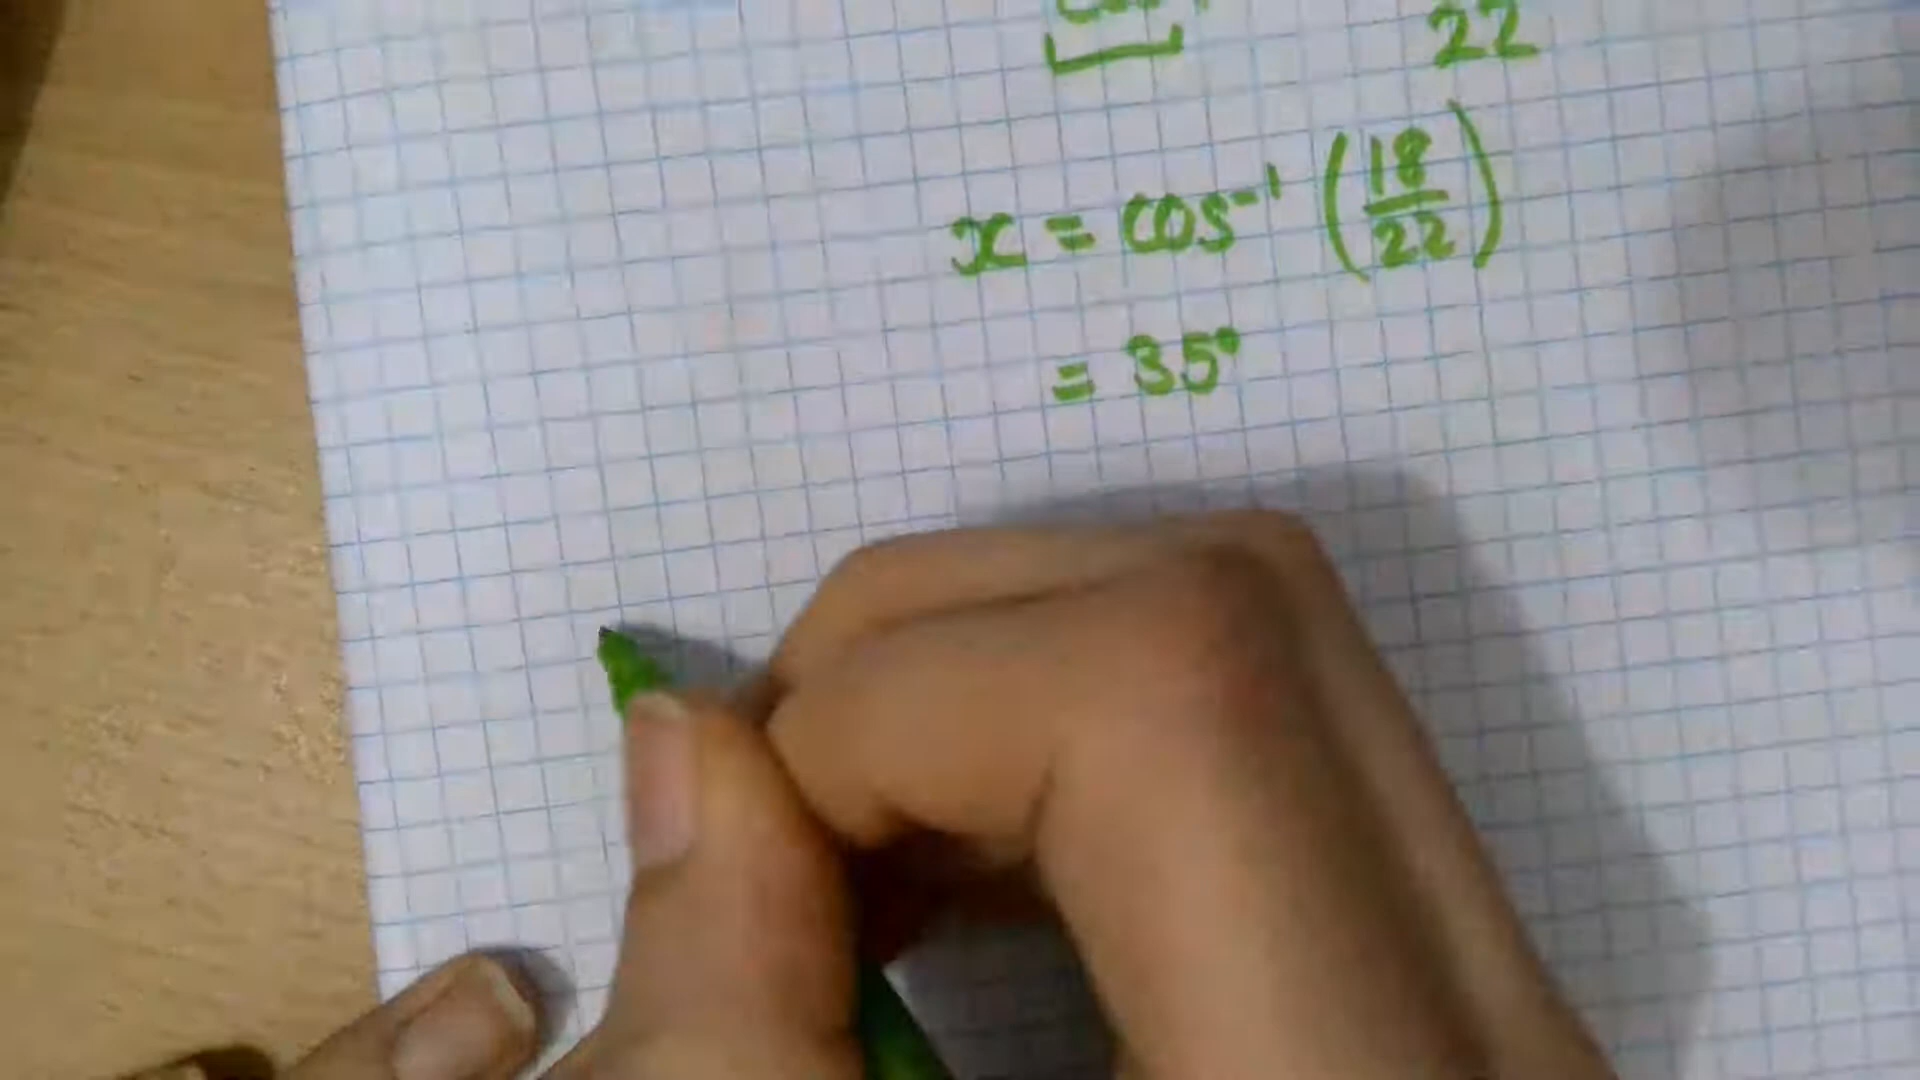 22
x = cos⁻¹ (18/22)
= 35°